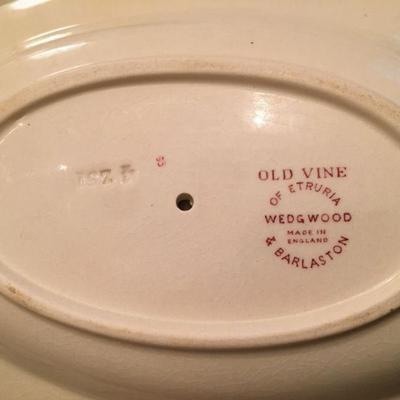 OLD VINE
OF ETRURIA
WEDGWOOD
MADE IN
ENGLAND
& BARLASTON